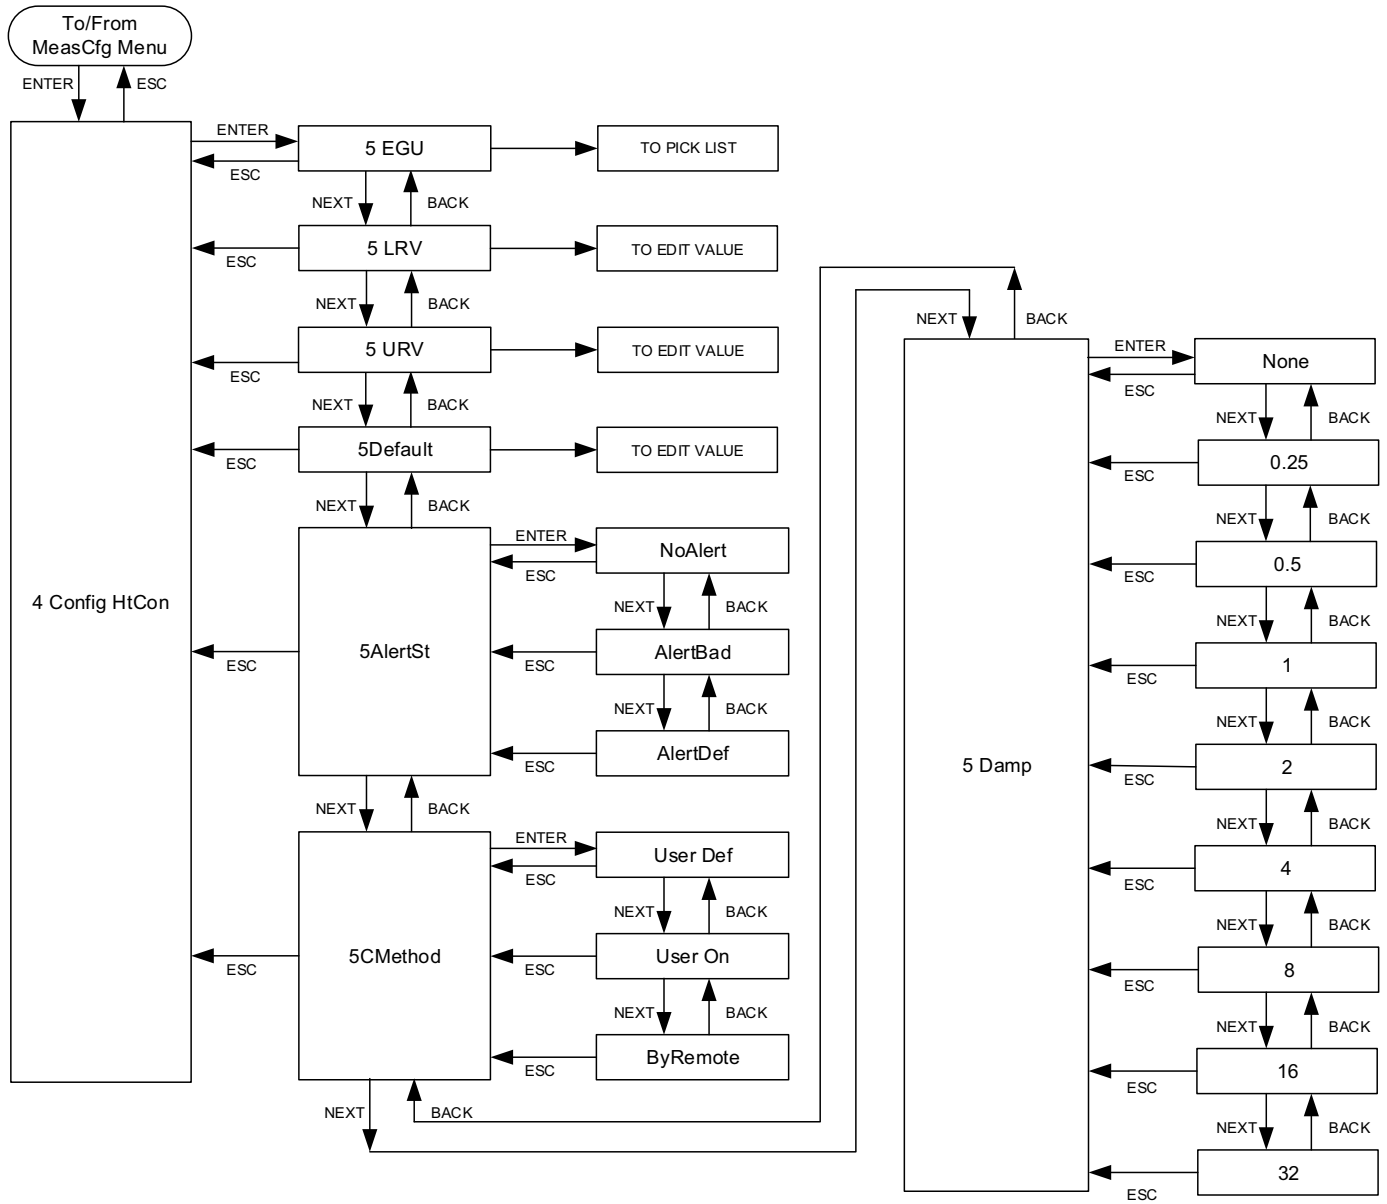 To/From
MeasCfg Menu
ENTER
ESC
4 Config HtCon
ENTER
ESC
5 EGU
TO PICK LIST
NEXT
BACK
ESC
5 LRV
TO EDIT VALUE
NEXT
BACK
ESC
5 URV
TO EDIT VALUE
NEXT
BACK
ESC
5Default
TO EDIT VALUE
NEXT
BACK
5AlertSt
ESC
ENTER
ESC
NoAlert
NEXT
BACK
ESC
AlertBad
NEXT
BACK
ESC
AlertDef
NEXT
BACK
5CMethod
ESC
ENTER
ESC
User Def
NEXT
BACK
ESC
User On
NEXT
BACK
ESC
ByRemote
NEXT
BACK
NEXT
BACK
5 Damp
ENTER
ESC
None
NEXT
BACK
ESC
0.25
NEXT
BACK
ESC
0.5
NEXT
BACK
ESC
1
NEXT
BACK
ESC
2
NEXT
BACK
ESC
4
NEXT
BACK
ESC
8
NEXT
BACK
ESC
16
NEXT
BACK
ESC
32